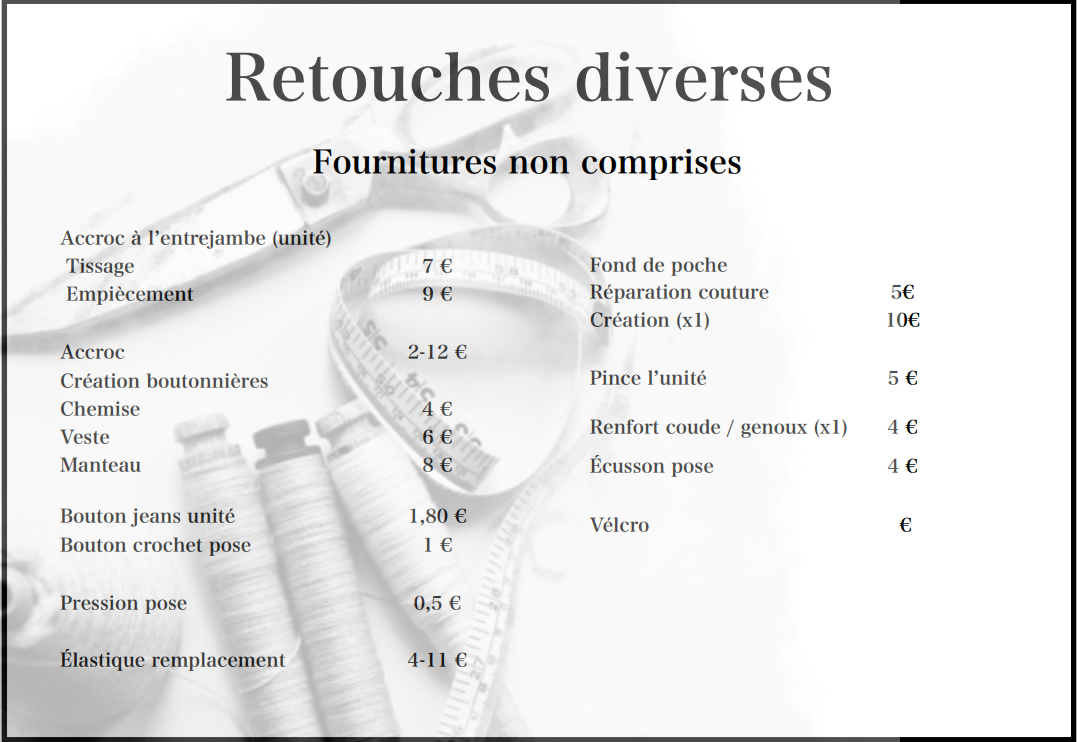 Retouches diverses
Fournitures non comprises
Accroc à l'entrejambe (unité)
Tissage 7 €
Empiècement 9 €
Accroc 2-12 €
Création boutonnières
Chemise 4 €
Veste 6 €
Manteau 8 €
Bouton jeans unité 1,80 €
Bouton crochet pose 1 €
Pression pose 0,5 €
Élastique remplacement 4-11 €
Fond de poche
Réparation couture 5€
Création (x1) 10€
Pince l'unité 5 €
Renfort coude / genoux (x1) 4 €
Écusson pose 4 €
Vélcro €